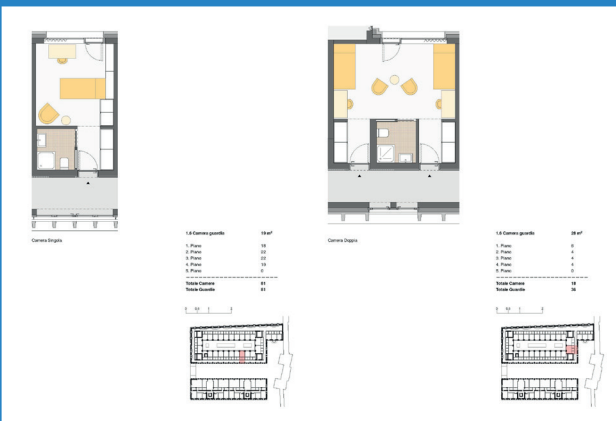 Camera Singola
1.6 Camera guardia 19 m²
1. Piano 18
2. Piano 22
3. Piano 22
4. Piano 19
5. Piano 0
Totale Camere 81
Totale Guardie 81
Camera Doppia
1.6 Camera guardia 28 m²
1. Piano 6
2. Piano 4
3. Piano 4
4. Piano 4
5. Piano 0
Totale Camere 18
Totale Guardie 36